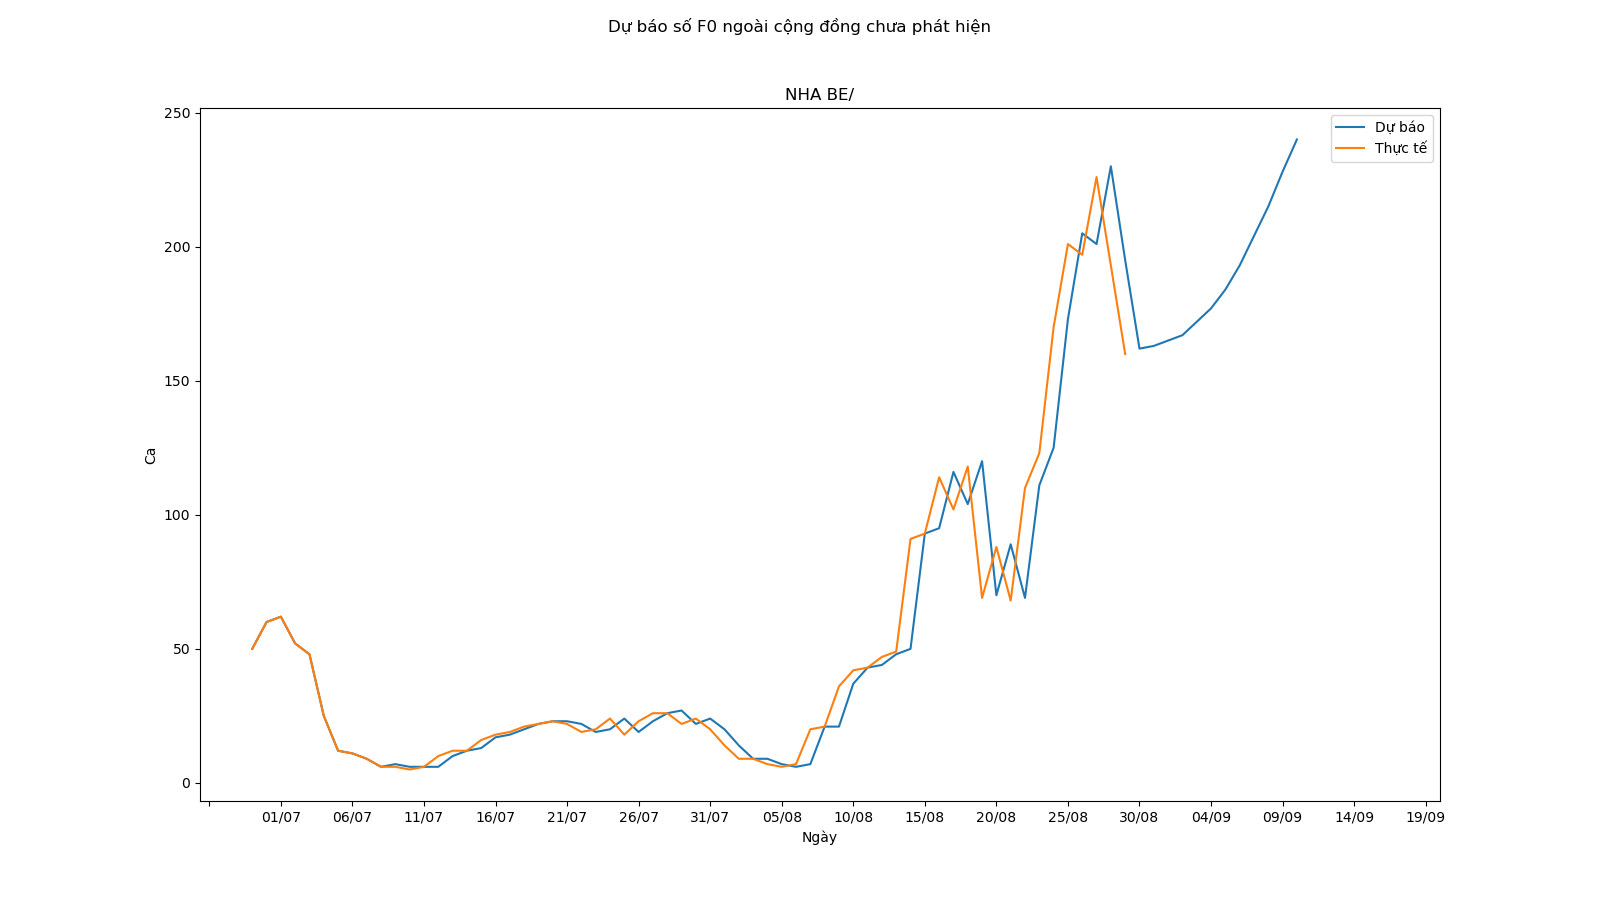 Dự báo số F0 ngoài cộng đồng chưa phát hiện
NHA BE/
Dự báo
Thực tế
250
200
150
100
50
0
Ca
01/07 06/07 11/07 16/07 21/07 26/07 31/07 05/08 10/08 15/08 20/08 25/08 30/08 04/09 09/09 14/09 19/09
Ngày